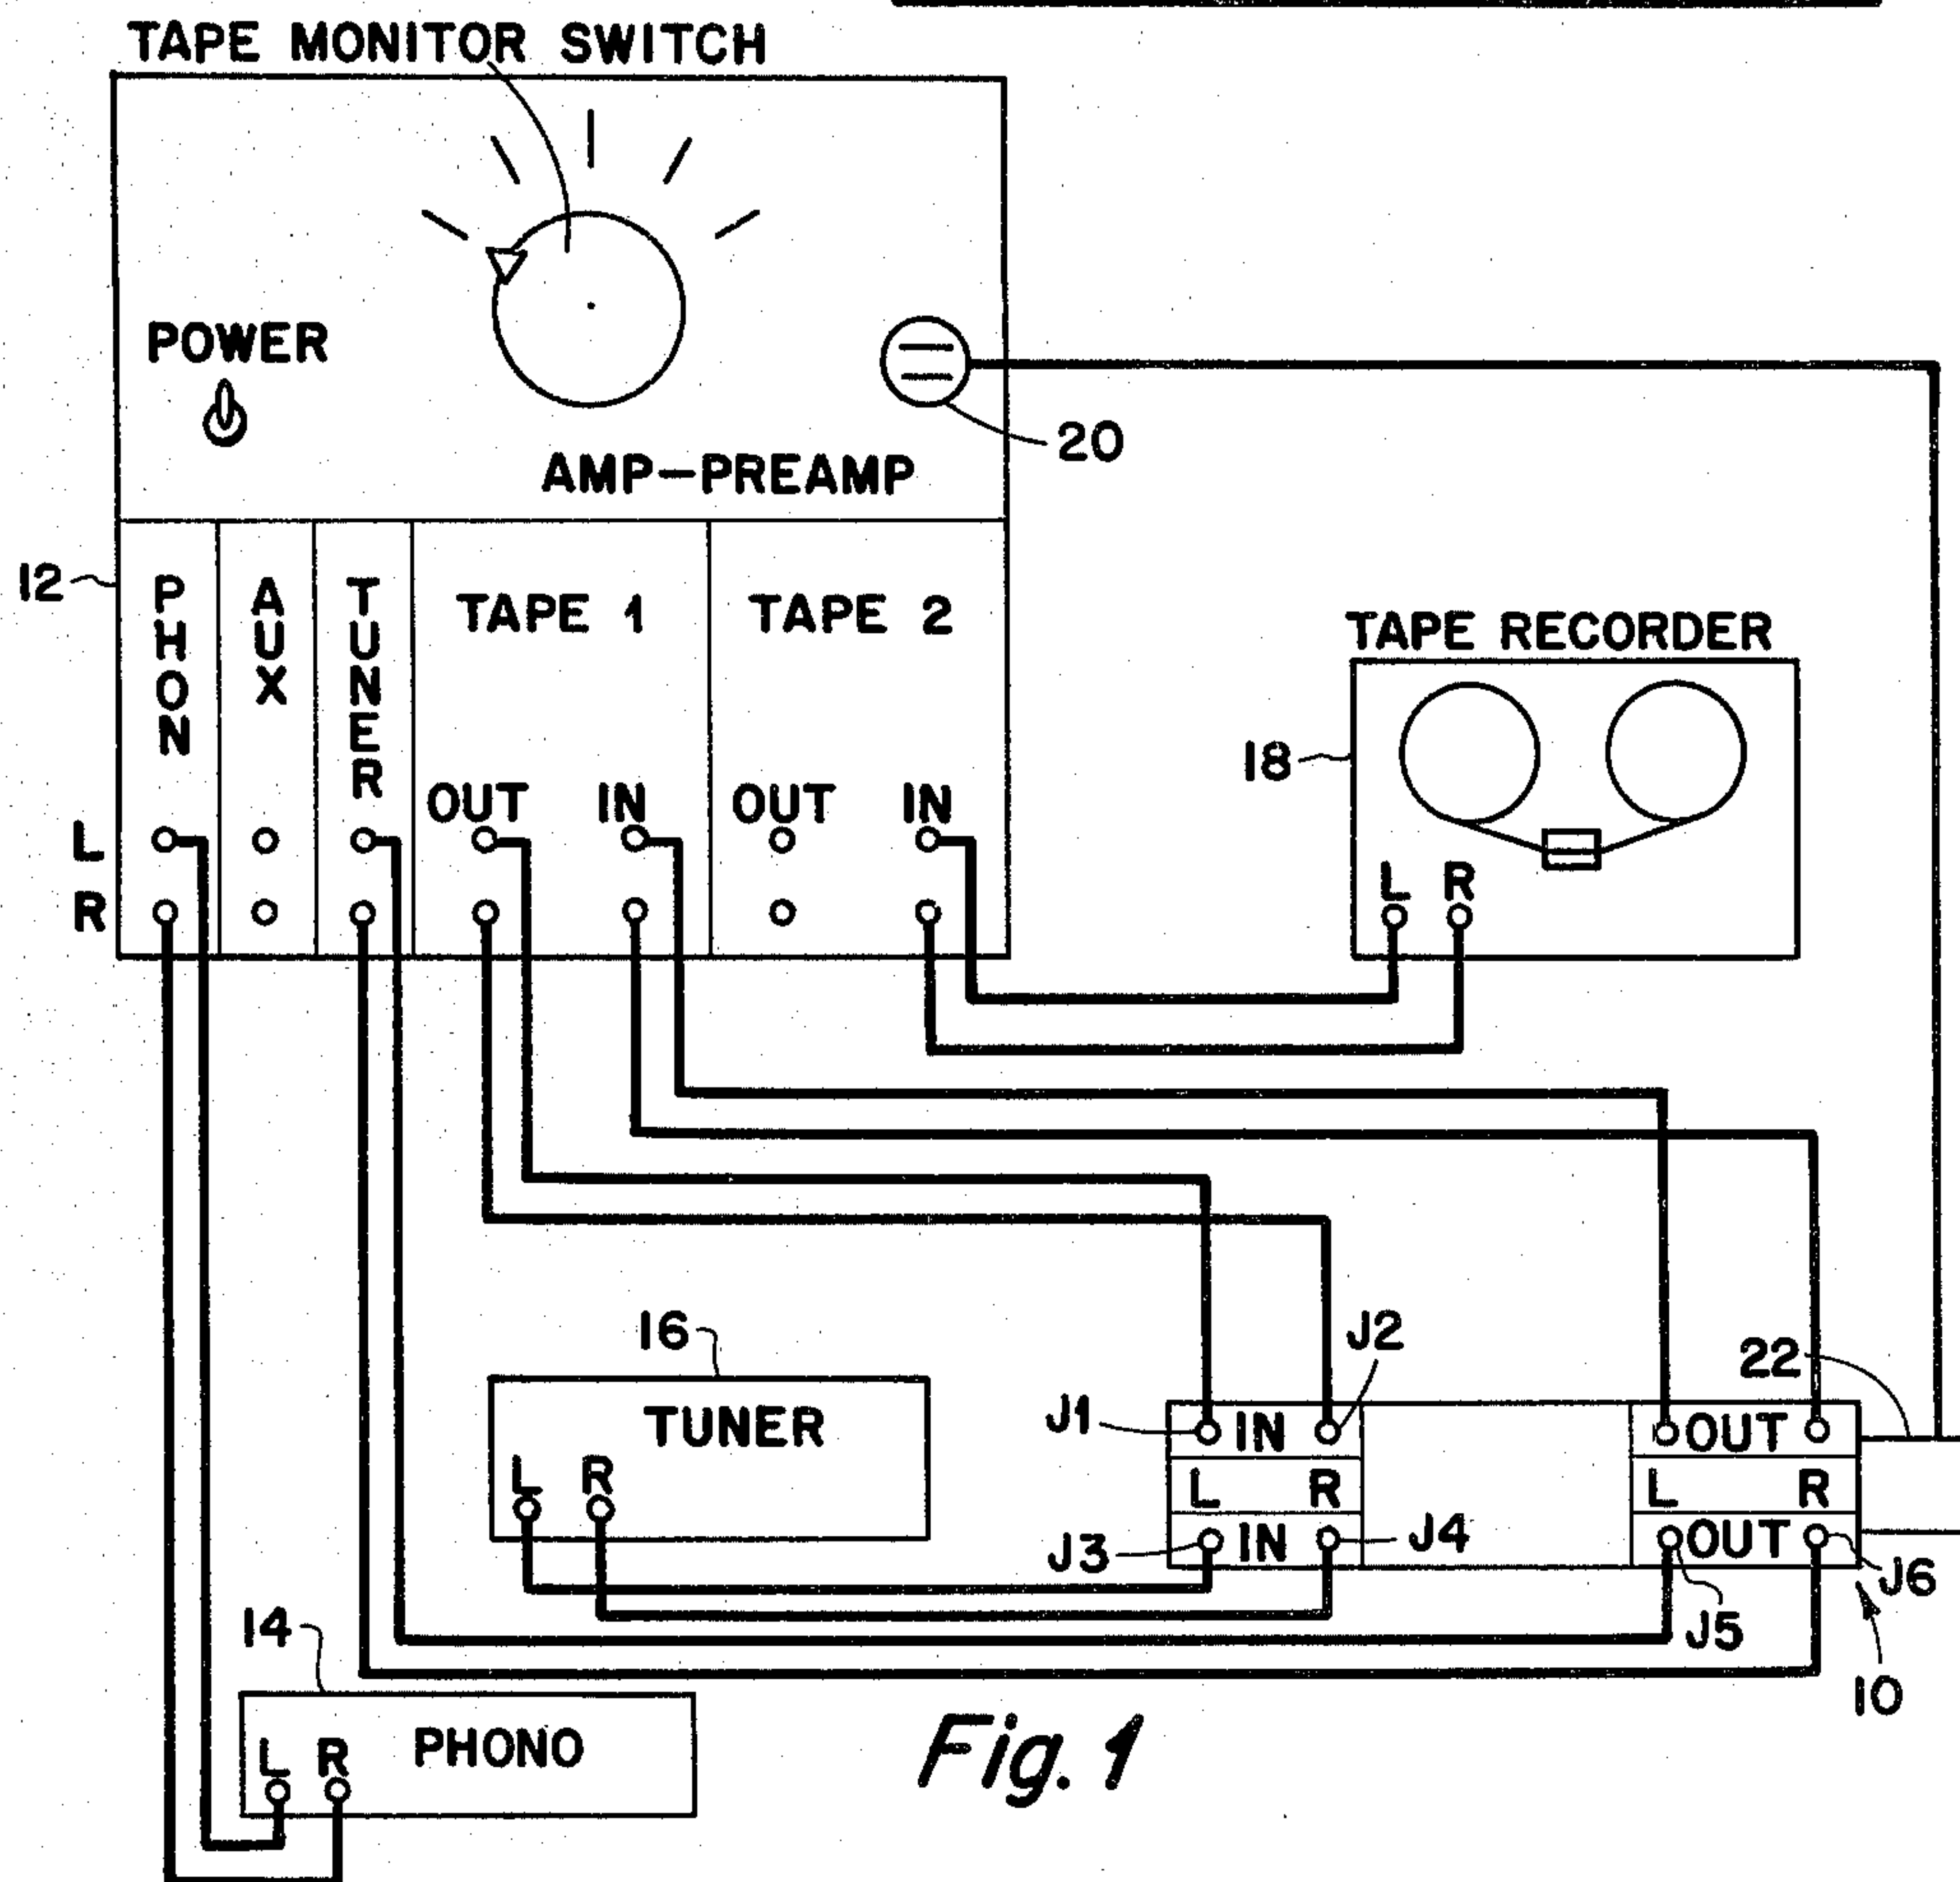 TAPE MONITOR SWITCH
POWER
20
AMP-PREAMP
12
PHON
AUX
TUNER
TAPE 1
TAPE 2
OUT IN OUT IN
L
R
TAPE RECORDER
18
L R
16
TUNER
L R
J2
22
J1
IN
OUT
L R
L R
J3
IN
J4
OUT
J6
J5
10
14
PHONO
L R
Fig. 1